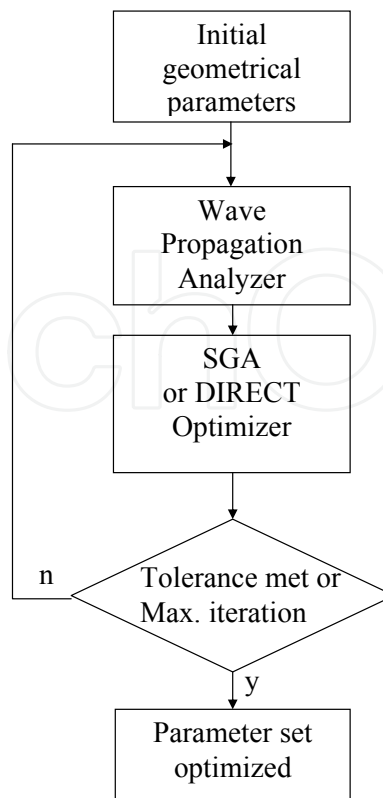 Initial
geometrical
parameters
Wave
Propagation
Analyzer
SGA
or DIRECT
Optimizer
n
Tolerance met or
Max. iteration
y
Parameter set
optimized